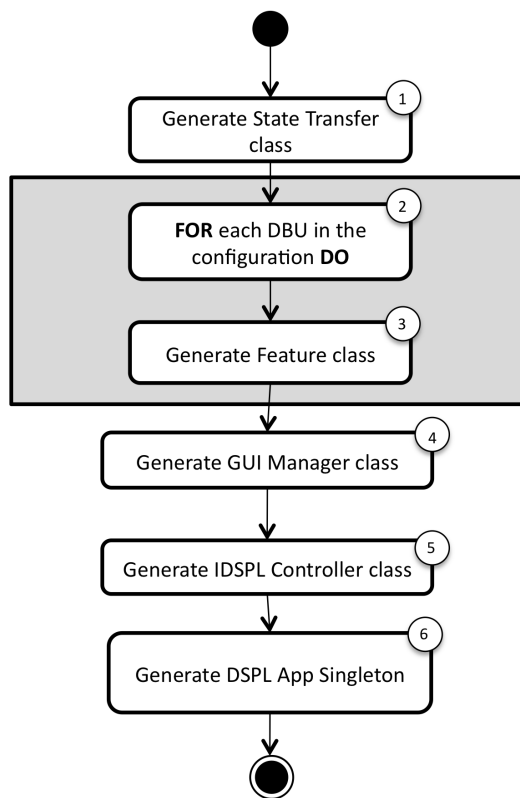 1
Generate State Transfer
class
2
FOR each DBU in the
configuration DO
3
Generate Feature class
4
Generate GUI Manager class
5
Generate IDSPL Controller class
6
Generate DSPL App Singleton